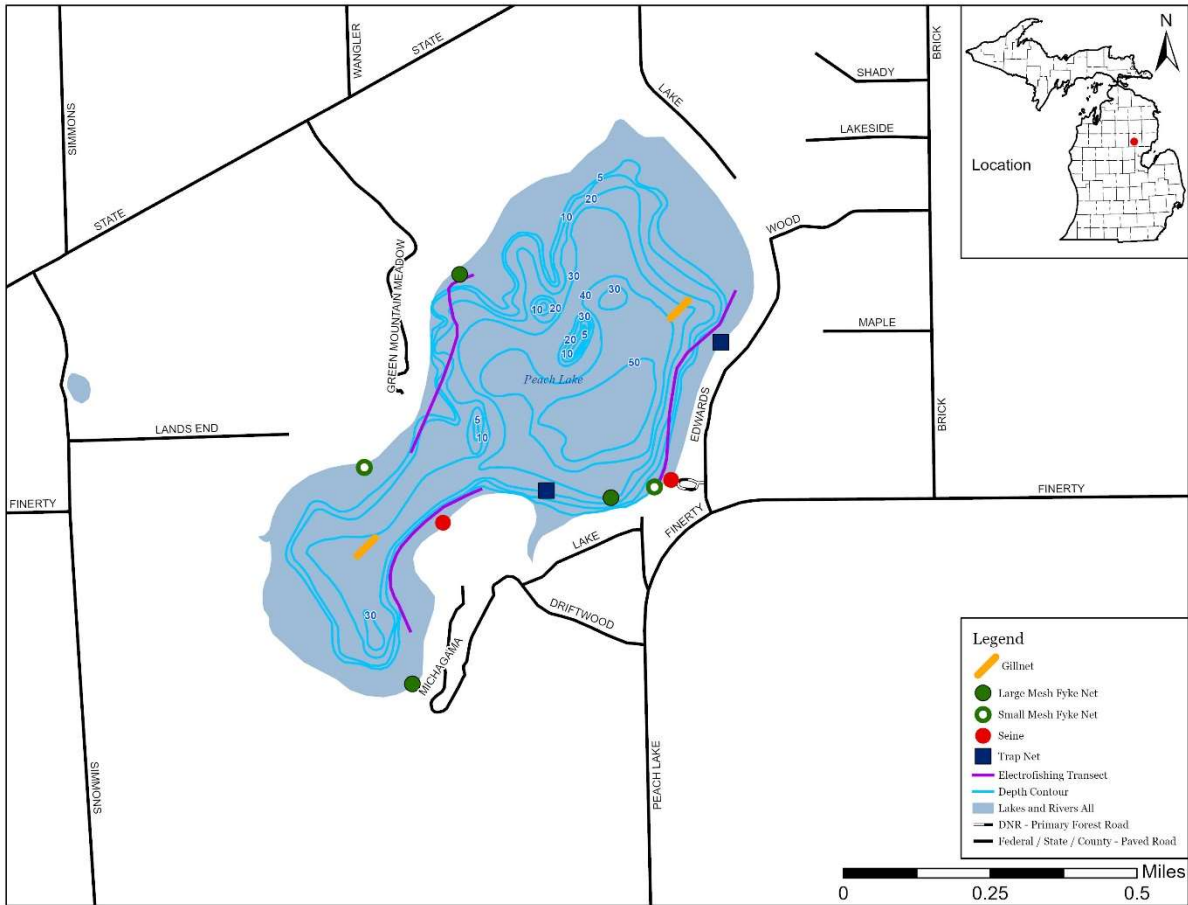 WANGLER
STATE
SIMMONS
STATE
LAKE
SHADY
BRICK
LAKESIDE
N
Location
WOOD
GREEN MOUNTAIN MEADOW
MAPLE
5
20
10
30
40
30
10
20
30
5
20
10
50
Peach Lake
5
10
EDWARDS
BRICK
LANDS END
FINERTY
FINERTY
FINERTY
LAKE
DRIFTWOOD
30
MICHAGAMA
SIMMONS
PEACH LAKE
Legend
Gillnet
Large Mesh Fyke Net
Small Mesh Fyke Net
Seine
Trap Net
Electrofishing Transect
Depth Contour
Lakes and Rivers All
DNR - Primary Forest Road
Federal / State / County - Paved Road
Miles
0 0.25 0.5